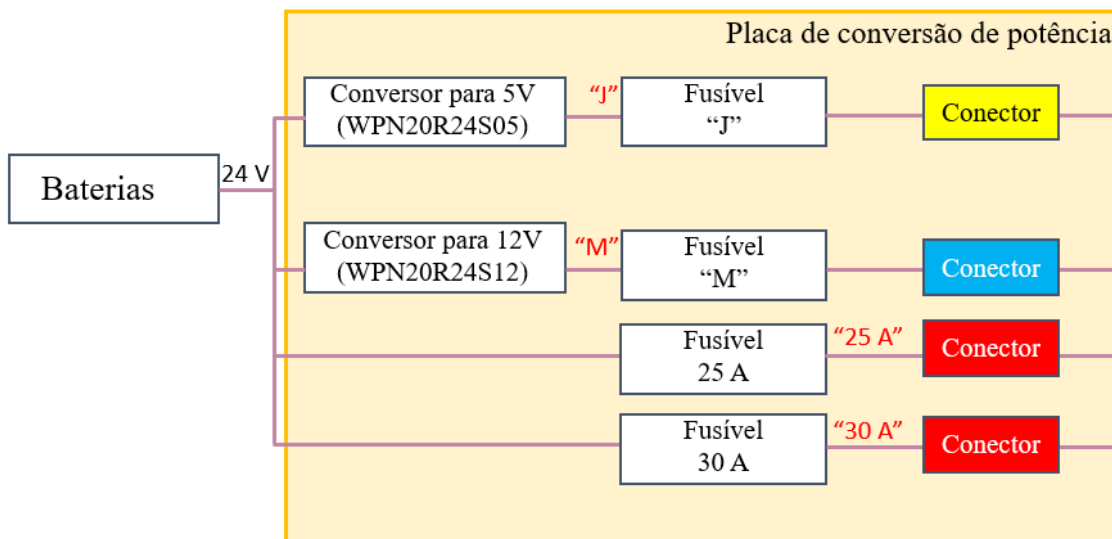 Placa de conversão de potência
Conversor para 5V
(WPN20R24S05)
“J”
Fusível
“J”
Conector
Baterias
24 V
Conversor para 12V
(WPN20R24S12)
“M”
Fusível
“M”
Conector
Fusível
25 A
“25 A”
Conector
Fusível
30 A
“30 A”
Conector